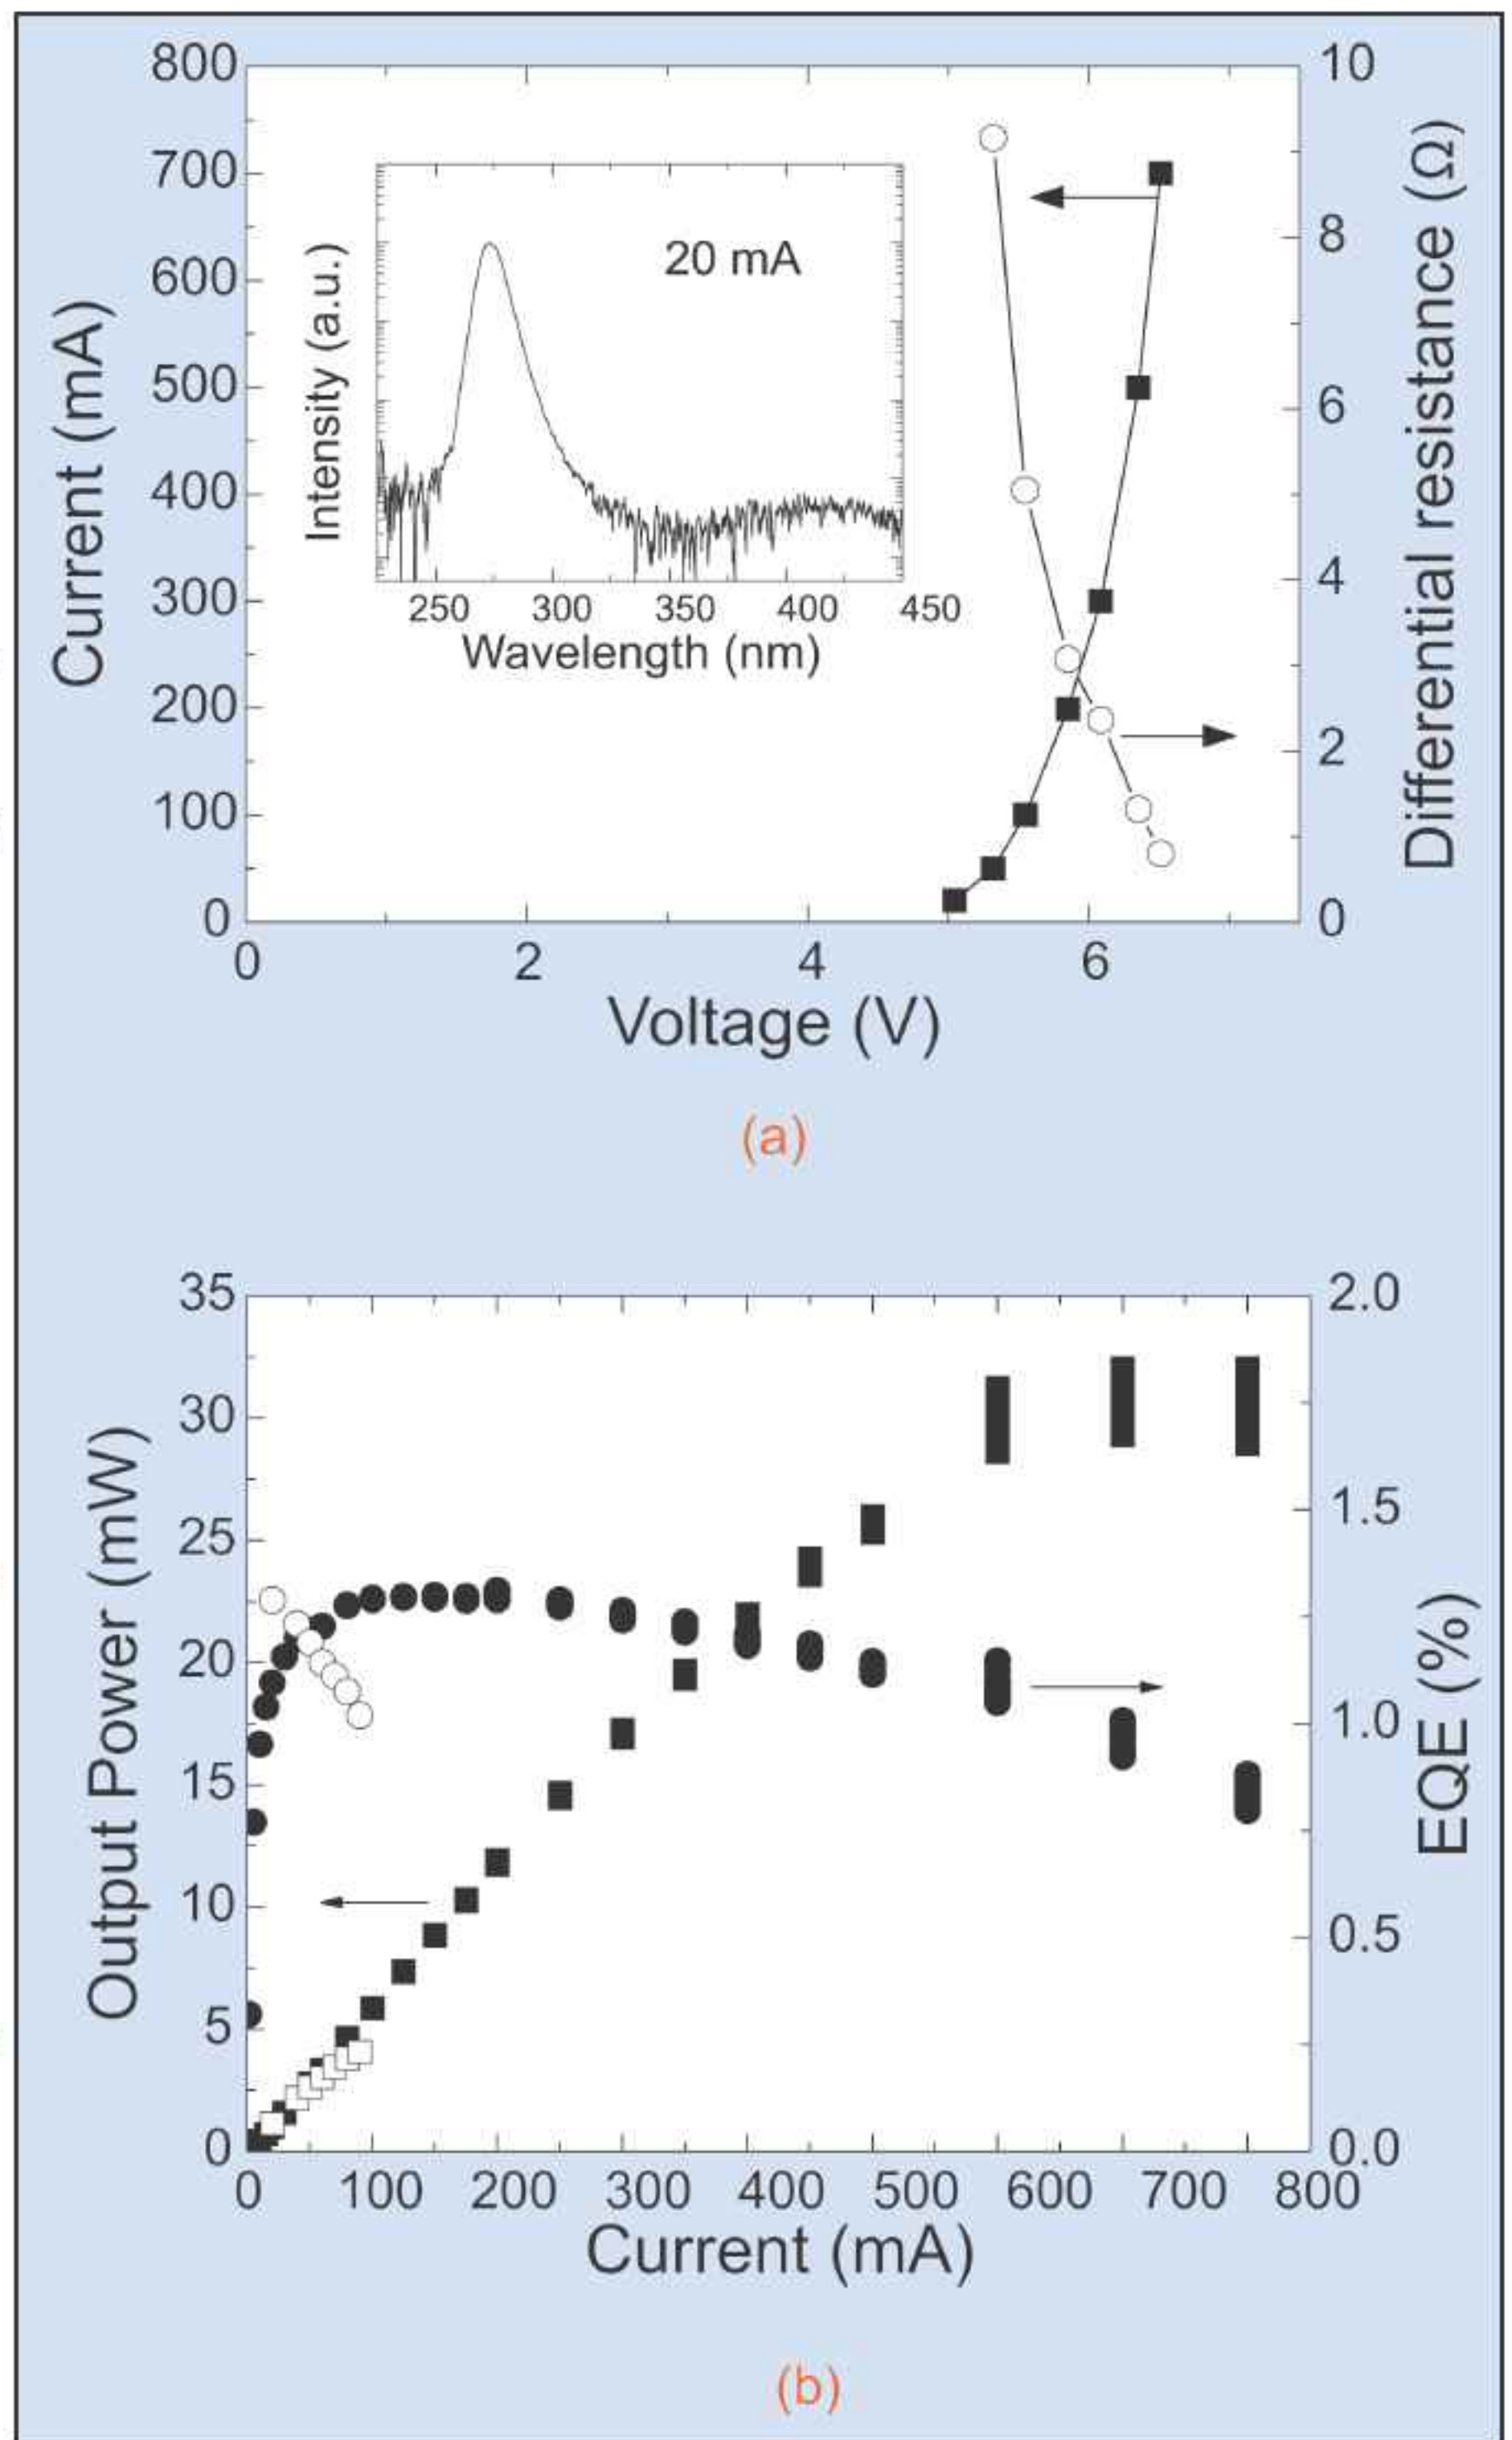 800
700
600
500
400
300
200
100
0
Current (mA)
10
8
6
4
2
0
Differential resistance (Ω)
20 mA
Intensity (a.u.)
250 300 350 400 450
Wavelength (nm)
0 2 4 6
Voltage (V)
(a)
35
30
25
20
15
10
5
0
Output Power (mW)
2.0
1.5
1.0
0.5
0.0
EQE (%)
0 100 200 300 400 500 600 700 800
Current (mA)
(b)